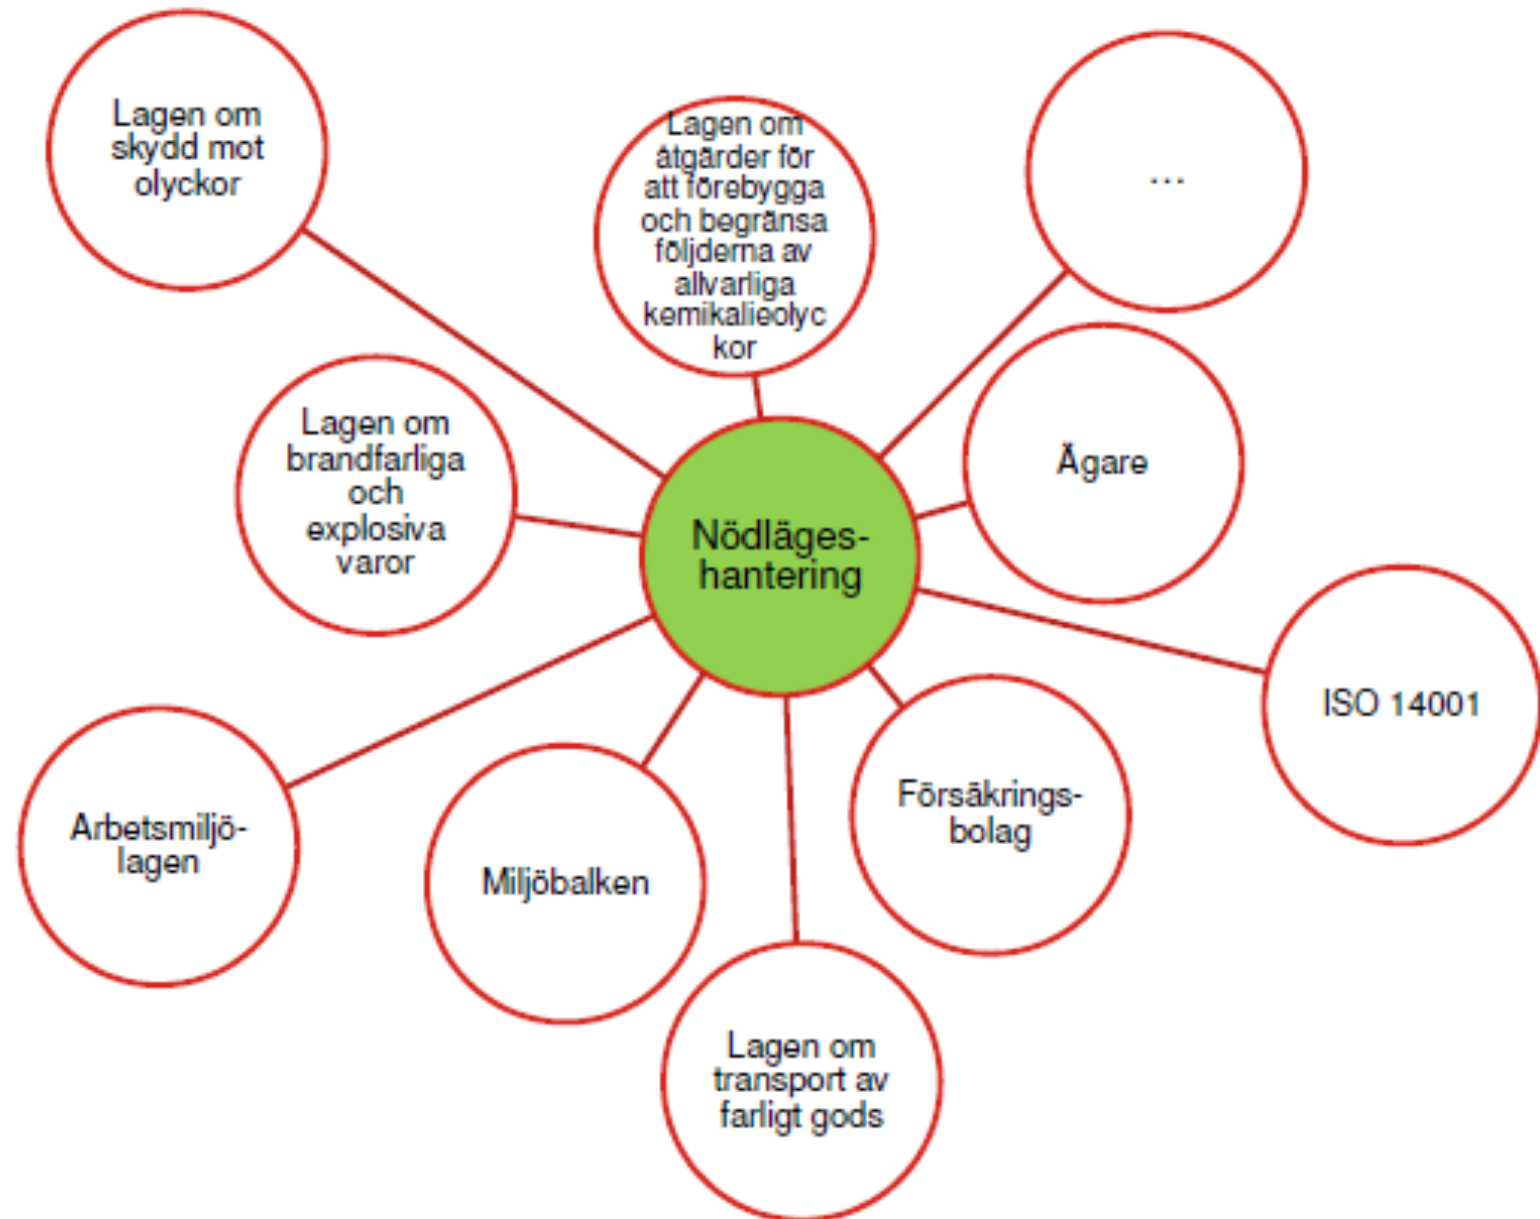 Lagen om
skydd mot
olyckor
Lagen om
åtgärder för
att förebygga
och begränsa
följderna av
allvarliga
kemikalieolyc
kor
...
Lagen om
brandfarliga
och
explosiva
varor
Ägare
Nödläges-
hantering
ISO 14001
Arbetsmiljö-
lagen
Miljöbalken
Försäkrings-
bolag
Lagen om
transport av
farligt gods